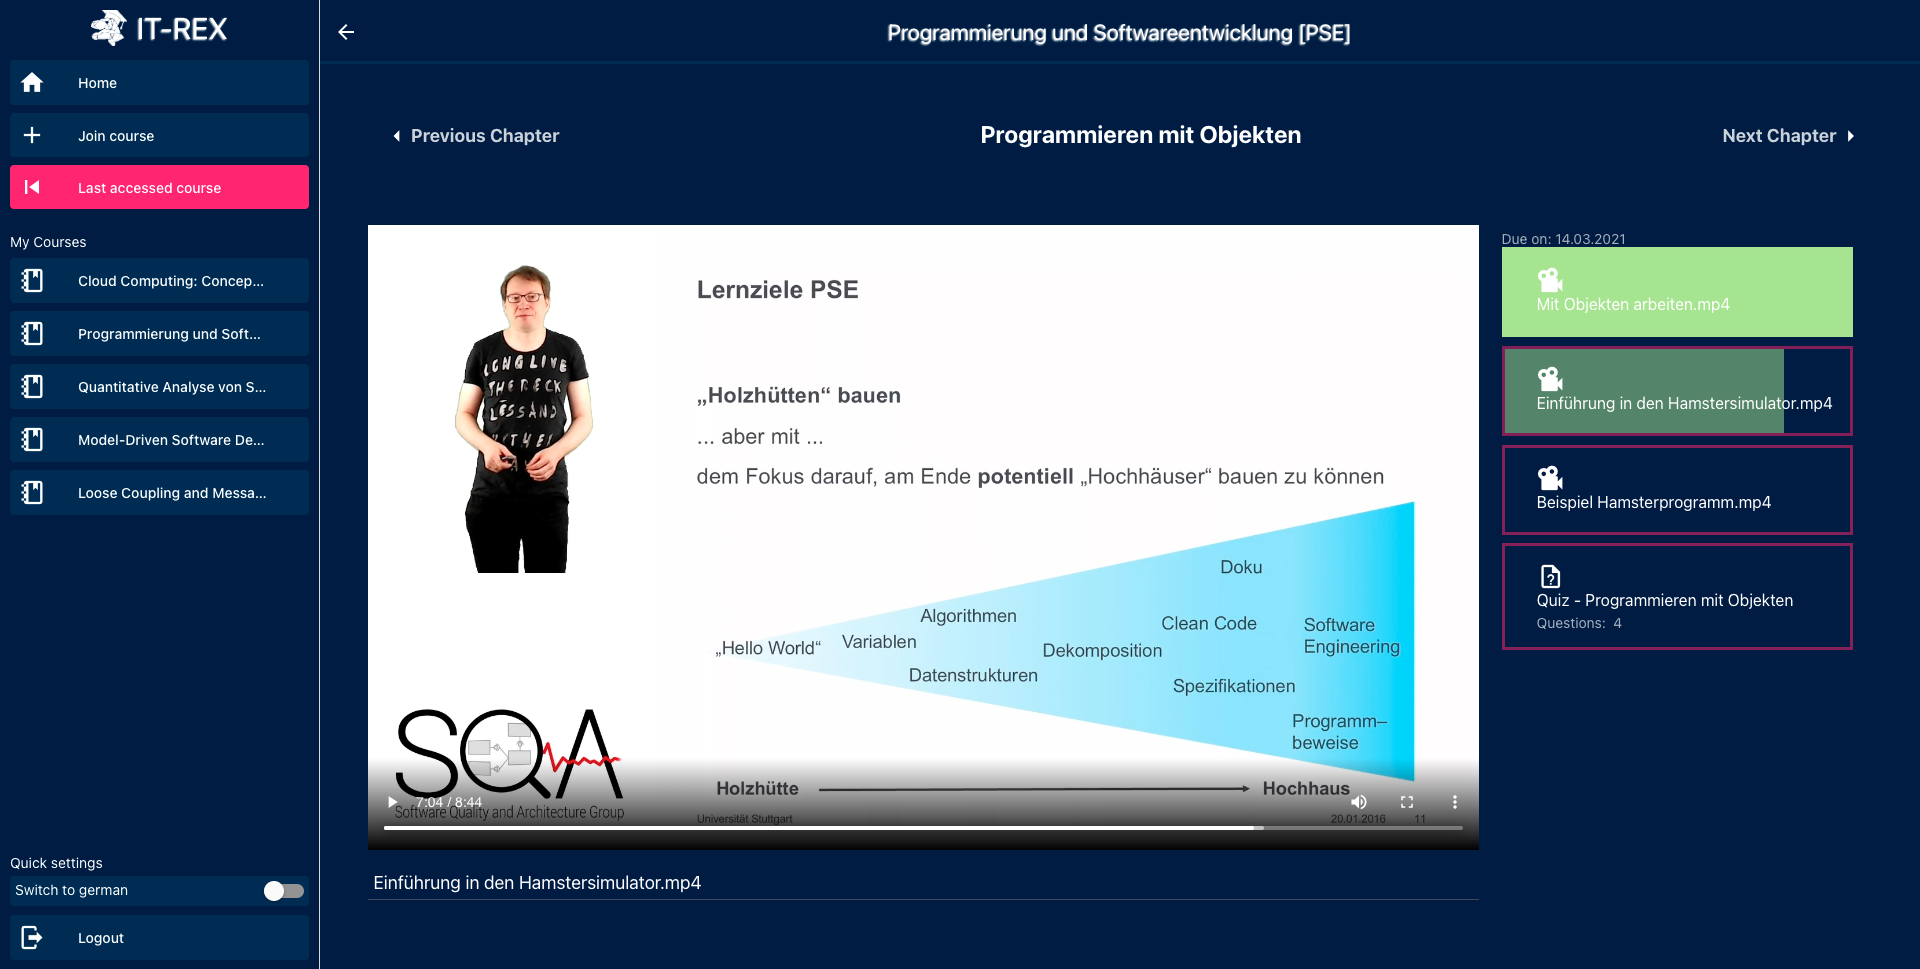 IT-REX
Home
Join course
Last accessed course
My Courses
Cloud Computing: Concep...
Programmierung und Soft...
Quantitative Analyse von S...
Model-Driven Software De...
Loose Coupling and Messa...
Quick settings
Switch to german
Logout
Programmierung und Softwareentwicklung [PSE]
Previous Chapter
Programmieren mit Objekten
Next Chapter
Lernziele PSE
LONG LIVE
THE ROCK
LESSAND
„Holzhütten“ bauen
... aber mit ...
dem Fokus darauf, am Ende potentiell „Hochhäuser“ bauen zu können
Doku
Algorithmen
Clean Code
Software
Engineering
„Hello World“
Variablen
Dekomposition
Datenstrukturen
Spezifikationen
Programm–
beweise
SQA
Software Quality and Architecture Group
Holzhütte
Hochhaus
7:04 / 8:44
Universität Stuttgart
20.01.2016
11
Einführung in den Hamstersimulator.mp4
Due on: 14.03.2021
Mit Objekten arbeiten.mp4
Einführung in den Hamstersimulator.mp4
Beispiel Hamsterprogramm.mp4
Quiz - Programmieren mit Objekten
Questions: 4